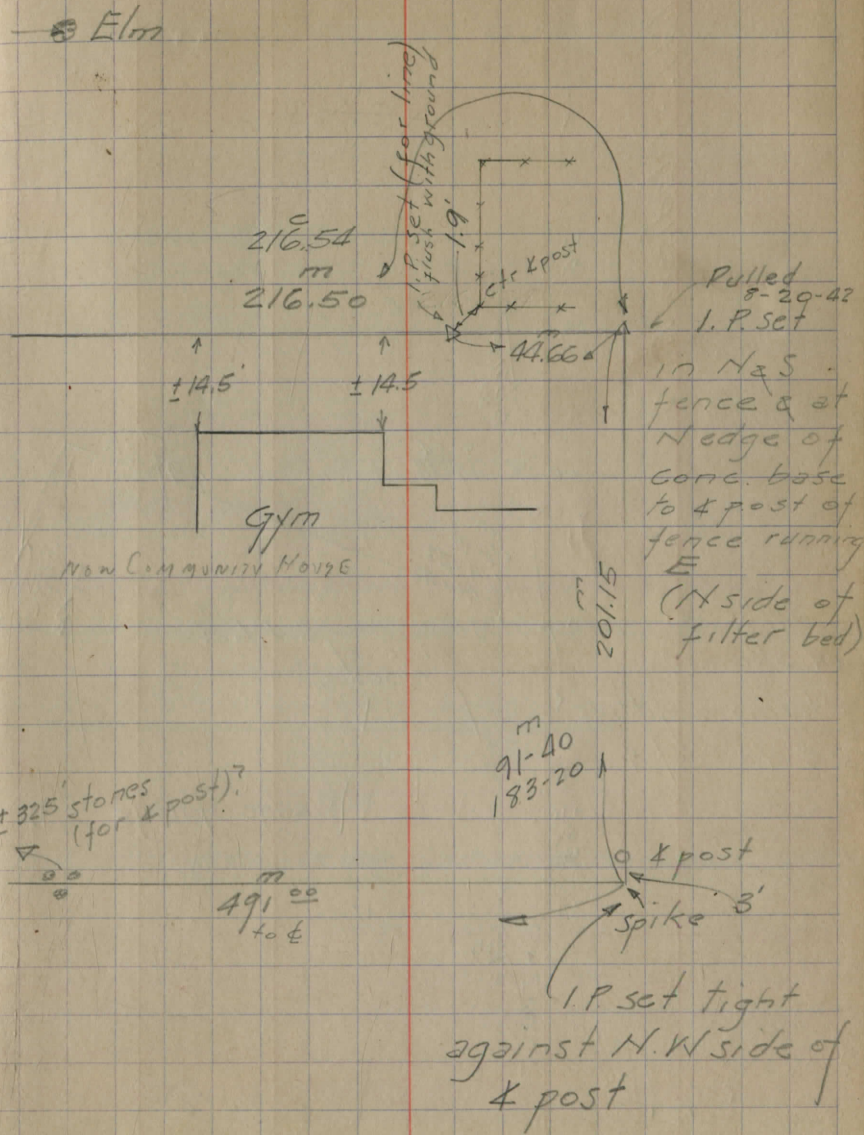 Elm
I.P. set (for line)
flush with ground
1.9'
ctr ∡ post
c
216.54
m
216.50
Pulled
8-20-42
I.P. set
in N & S
fence & at
N edge of
conc. base
to ∡ post of
fence running
E
(N side of
filter bed)
m
44.66
±14.5'
±14.5
Gym
NOW COMMUNITY HOUSE
m
201.15
m
91-40
183-20
±325' stones
(for ∡ post)?
m
491 00
to ℄
∡ post
3'
spike
I.P. set tight
against N.W side of
∡ post